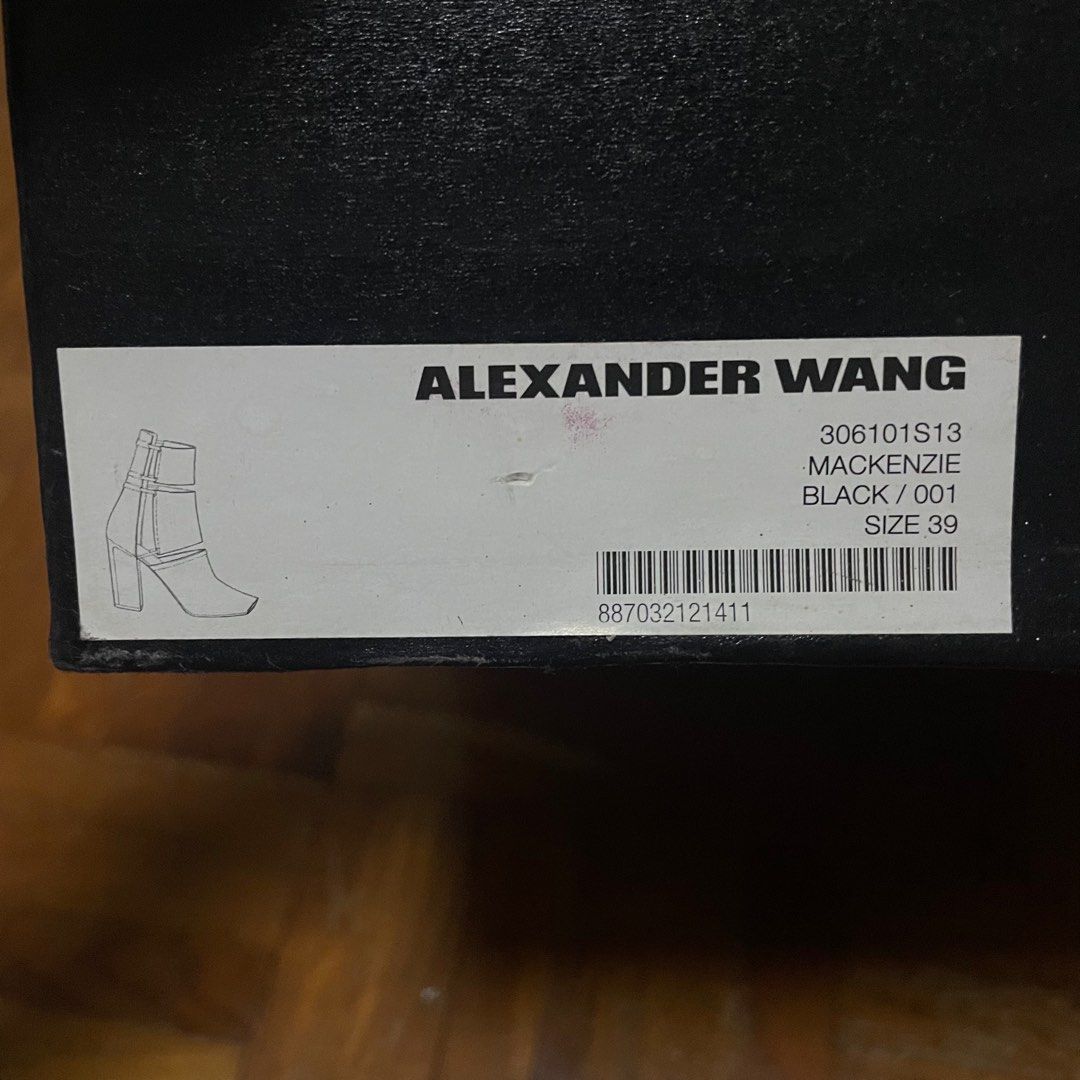 ALEXANDER WANG
306101S13
MACKENZIE
BLACK / 001
SIZE 39
887032121411